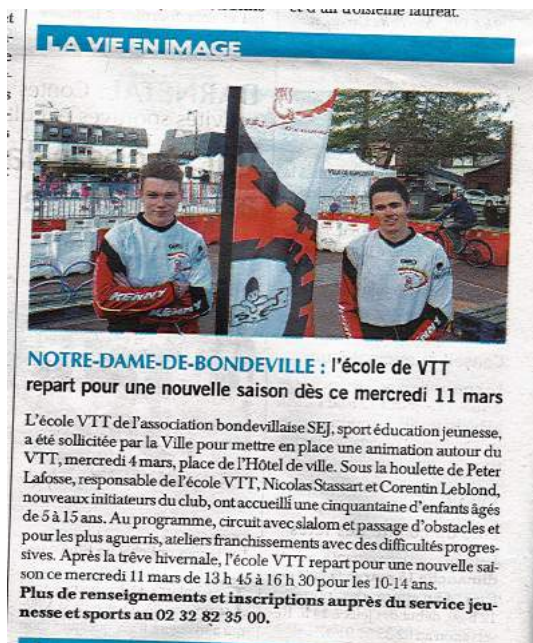 et d'un troisième lauréat.
LA VIE EN IMAGE
KENNY
KENNY
KENNY
NOTRE-DAME-DE-BONDEVILLE : l'école de VTT
repart pour une nouvelle saison dès ce mercredi 11 mars
L'école VTT de l'association bondevillaise SEJ, sport éducation jeunesse,
a été sollicitée par la Ville pour mettre en place une animation autour du
VTT, mercredi 4 mars, place de l'Hôtel de ville. Sous la houlette de Peter
Lafosse, responsable de l'école VTT, Nicolas Stassart et Corentin Leblond,
nouveaux initiateurs du club, ont accueilli une cinquantaine d'enfants âgés
de 5 à 15 ans. Au programme, circuit avec slalom et passage d'obstacles et
pour les plus aguerris, ateliers franchissements avec des difficultés progres-
sives. Après la trêve hivernale, l'école VTT repart pour une nouvelle sai-
son ce mercredi 11 mars de 13 h 45 à 16 h 30 pour les 10-14 ans.
Plus de renseignements et inscriptions auprès du service jeu-
nesse et sports au 02 32 82 35 00.